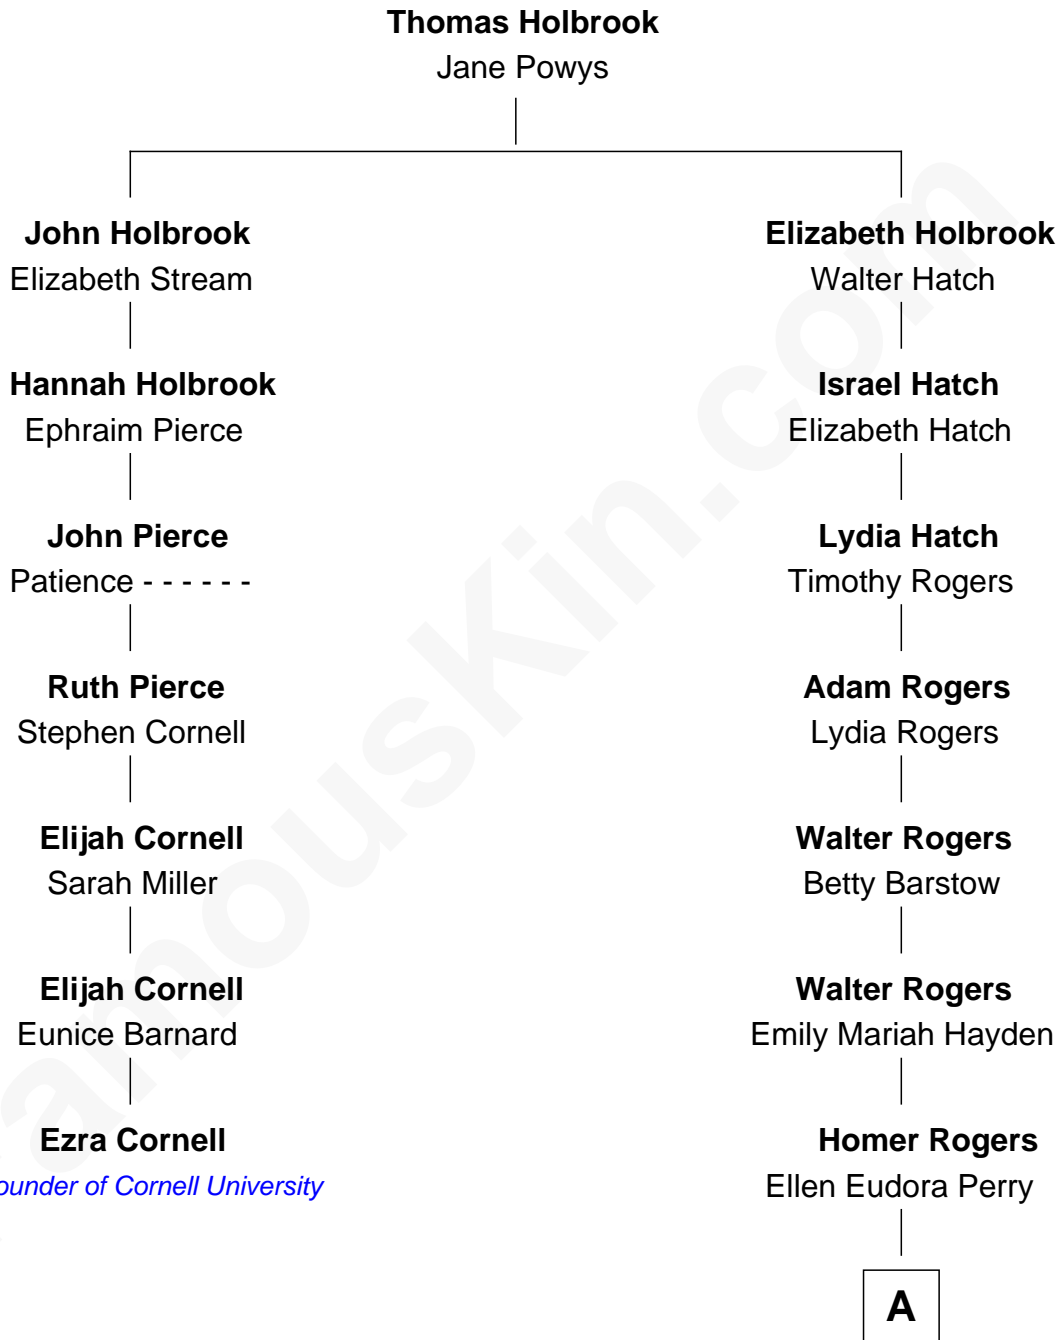 Thomas Holbrook
Jane Powys
John Holbrook
Elizabeth Stream
Hannah Holbrook
Ephraim Pierce
John Pierce
Patience - - - - - -
Ruth Pierce
Stephen Cornell
Elijah Cornell
Sarah Miller
Elijah Cornell
Eunice Barnard
Ezra Cornell
ounder of Cornell University
Elizabeth Holbrook
Walter Hatch
Israel Hatch
Elizabeth Hatch
Lydia Hatch
Timothy Rogers
Adam Rogers
Lydia Rogers
Walter Rogers
Betty Barstow
Walter Rogers
Emily Mariah Hayden
Homer Rogers
Ellen Eudora Perry
A
amouskin.com